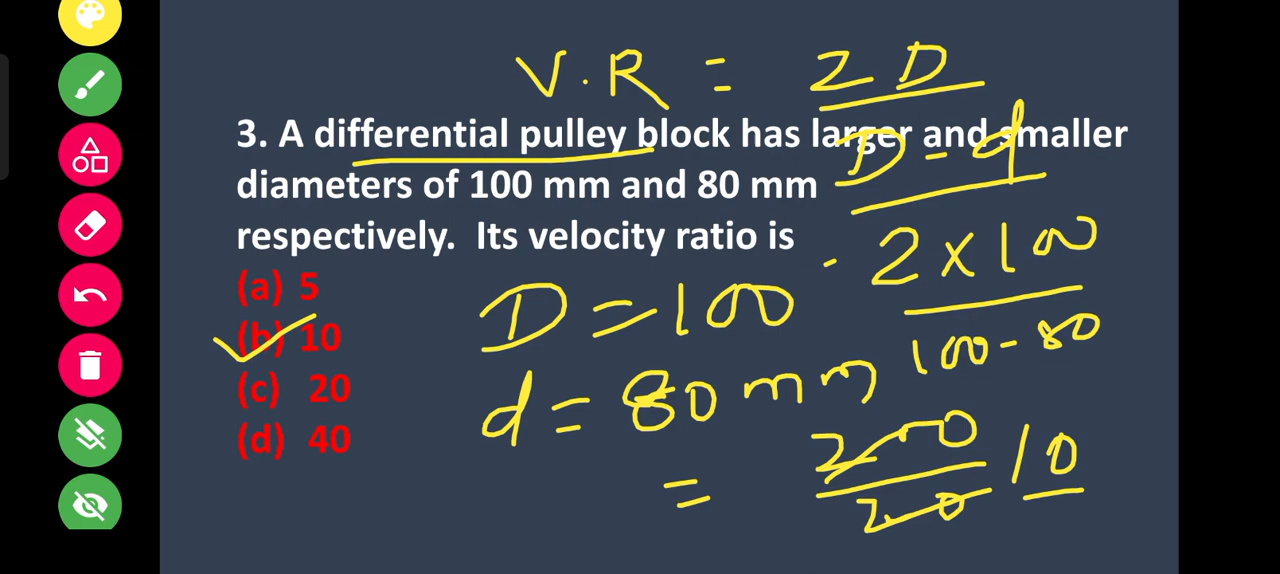 V.R = 2D
3. A differential pulley block has larger and smaller
D - d
diameters of 100 mm and 80 mm
respectively. Its velocity ratio is
2 x 100
100 - 80
(a) 5
D = 100
(b) 10
d = 80 mm
(c) 20
(d) 40
= 200 10
20